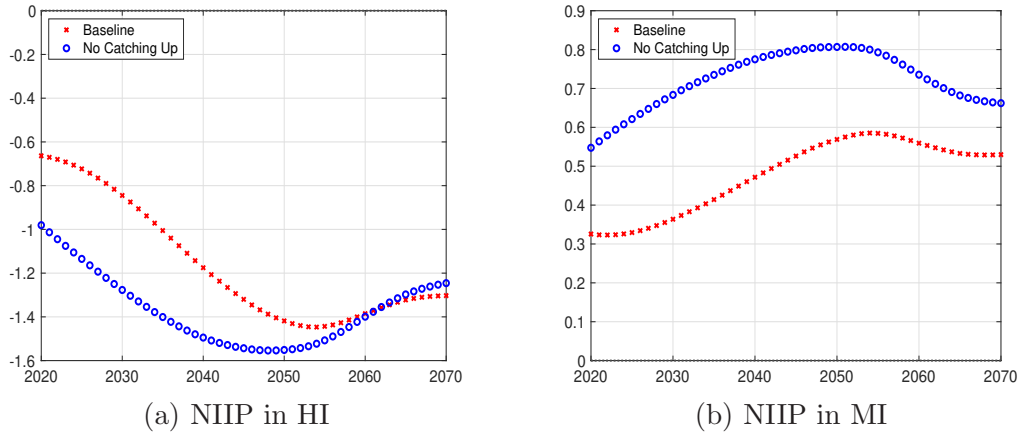 0
-0.2
-0.4
-0.6
-0.8
-1
-1.2
-1.4
-1.6
Baseline
No Catching Up
2020 2030 2040 2050 2060 2070
(a) NIIP in HI
0.9
0.8
0.7
0.6
0.5
0.4
0.3
0.2
0.1
0
Baseline
No Catching Up
2020 2030 2040 2050 2060 2070
(b) NIIP in MI